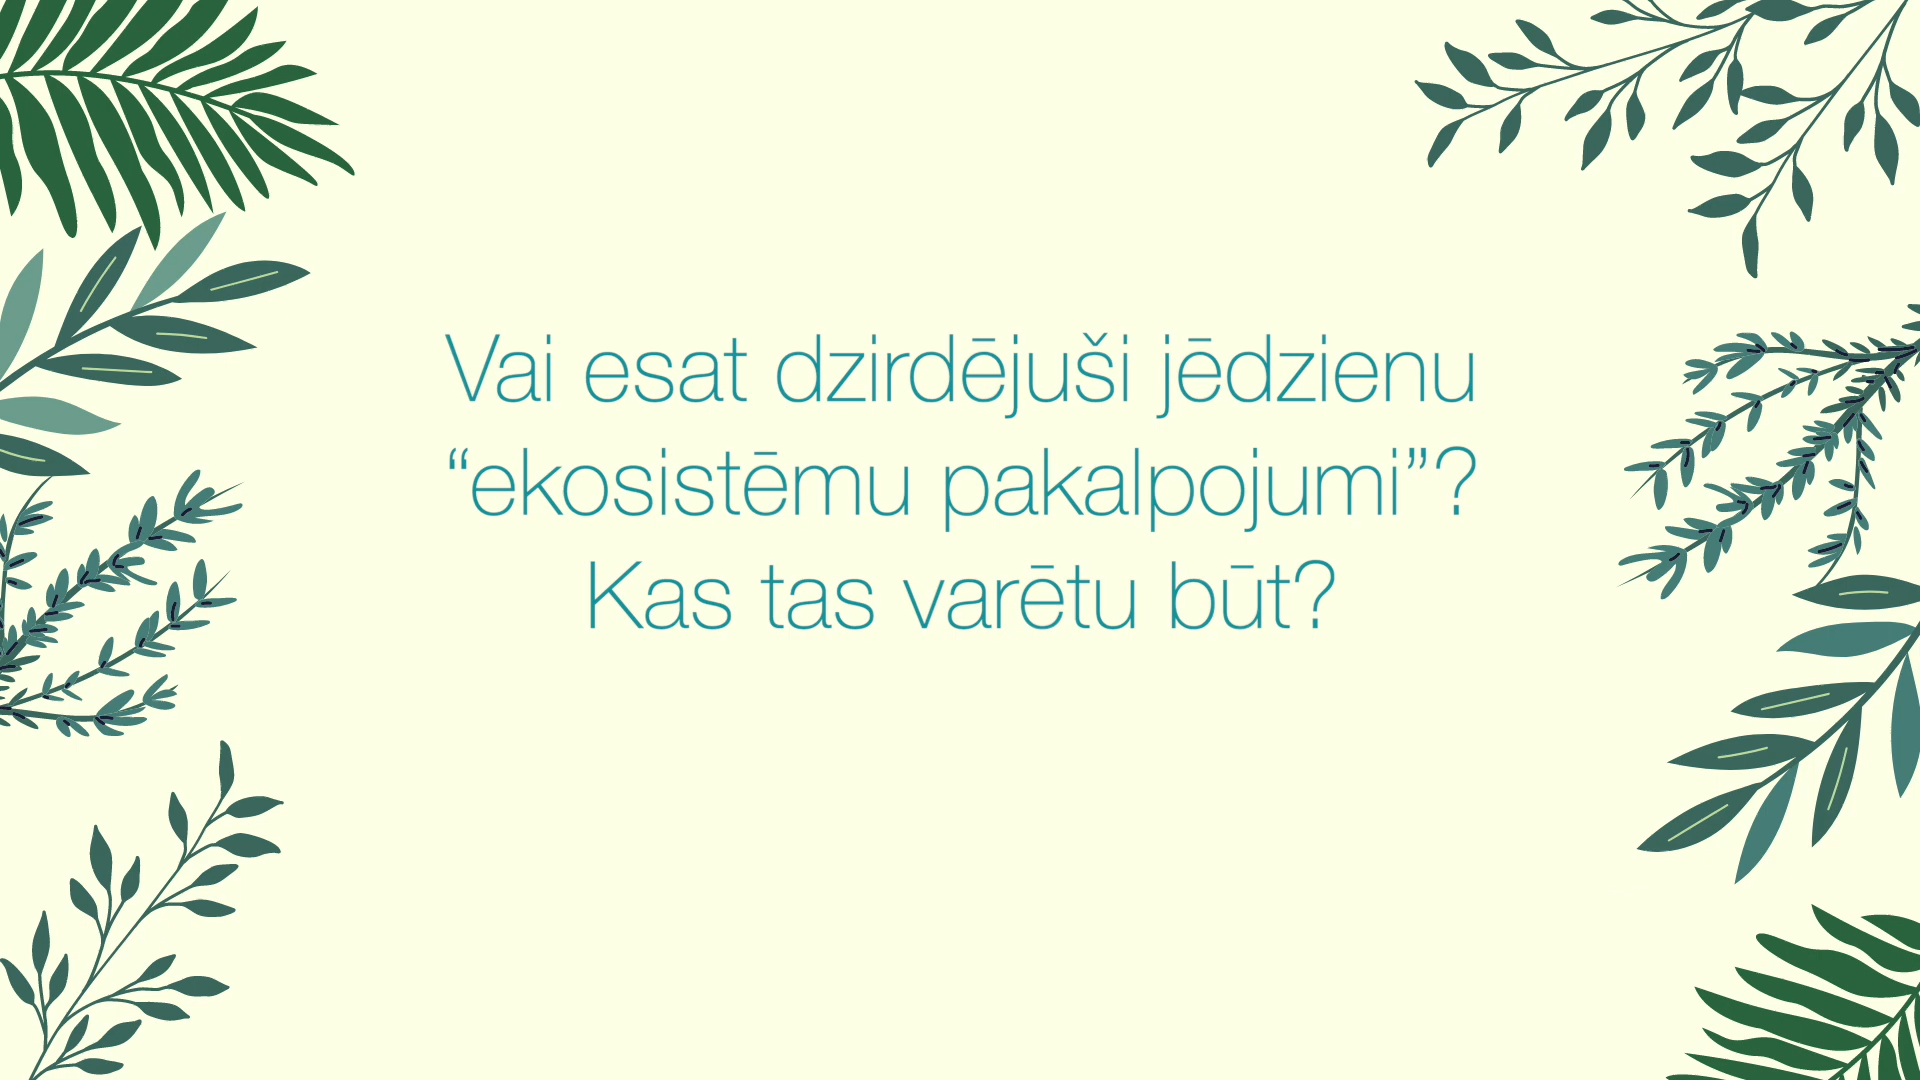 Vai esat dzirdējuši jēdzienu
“ekosistēmu pakalpojumi”?
Kas tas varētu būt?